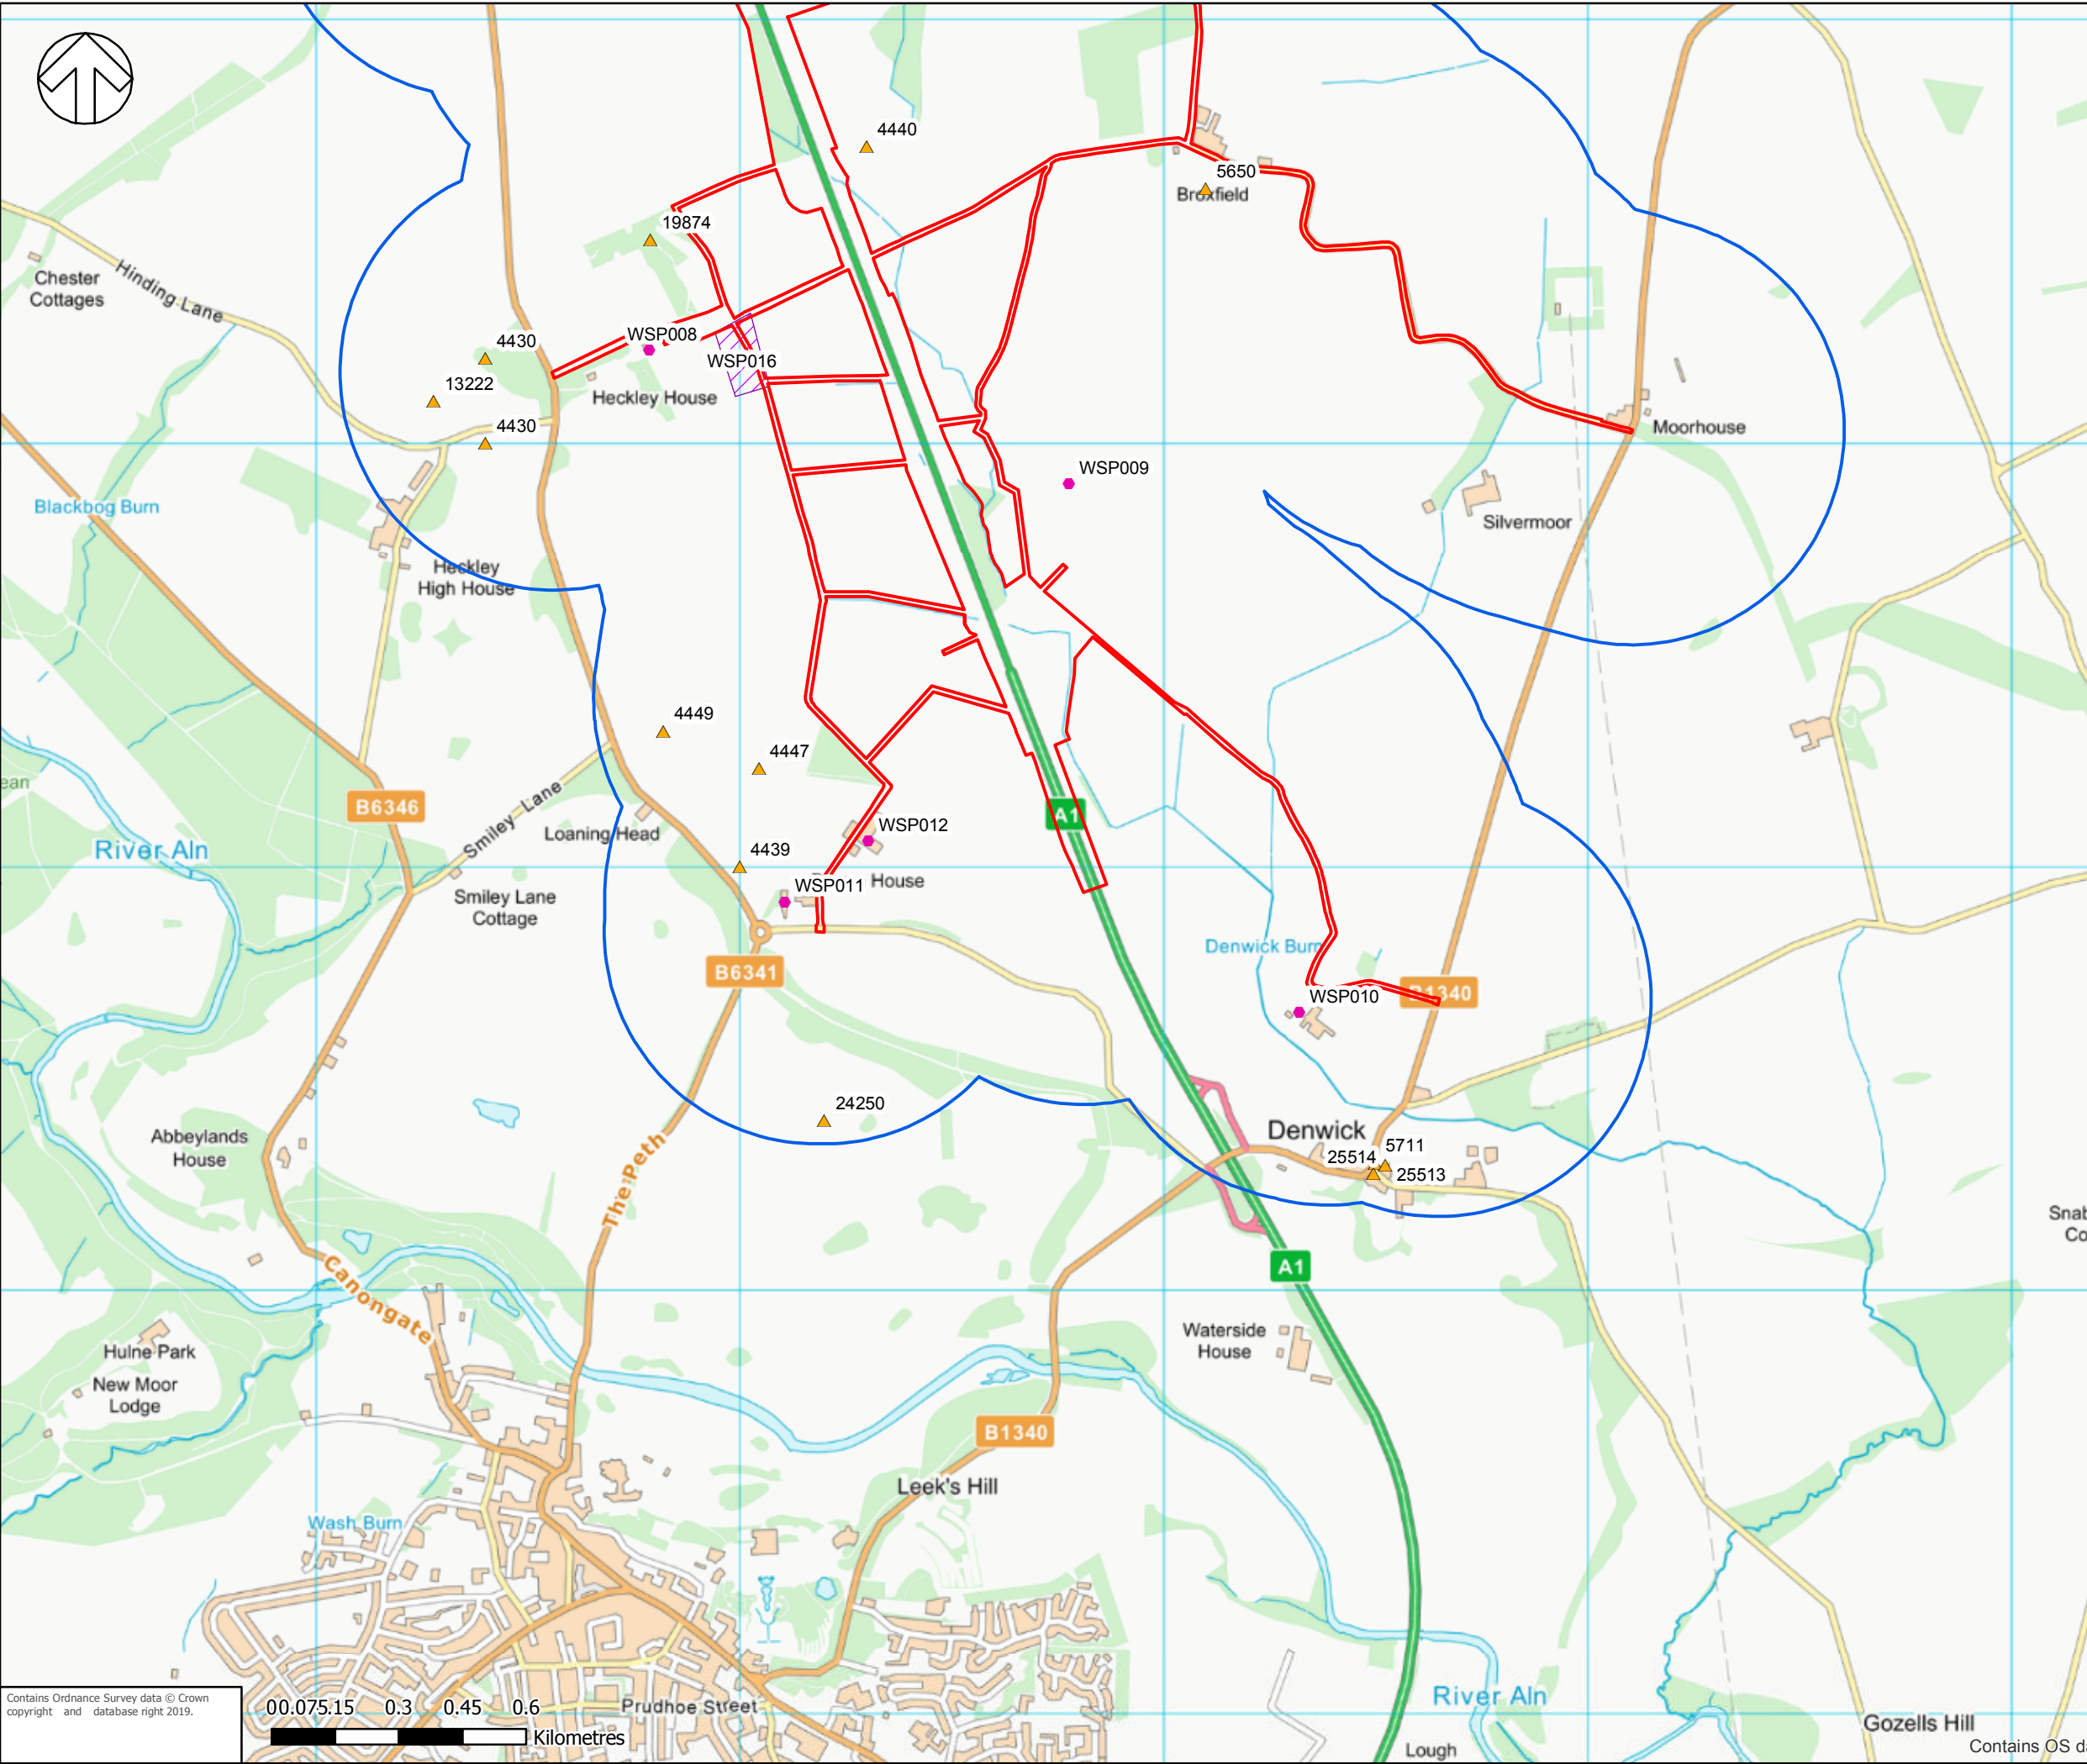 4440
5650
Broxfield
19874
Chester
Cottages
Hinding Lane
4430
WSP008
WSP016
13222
Heckley House
4430
Moorhouse
WSP009
Blackbog Burn
Silvermoor
Heckley
High House
4449
4447
ean
B6346
A1
Smiley Lane
Loaning Head
WSP012
River Aln
4439
WSP011
House
Smiley Lane
Cottage
Denwick Burn
B6341
B1340
WSP010
24250
Denwick
Abbeylands
House
5711
25514
25513
The Peth
Snab
Co
Canongate
A1
Waterside
House
Hulne Park
New Moor
Lodge
B1340
Leek's Hill
Wash Burn
River Aln
Prudhoe Street
Gozells Hill
Lough
Contains OS d
Contains Ordnance Survey data © Crown
copyright and database right 2019.
0 0.075.15 0.3 0.45 0.6
Kilometres